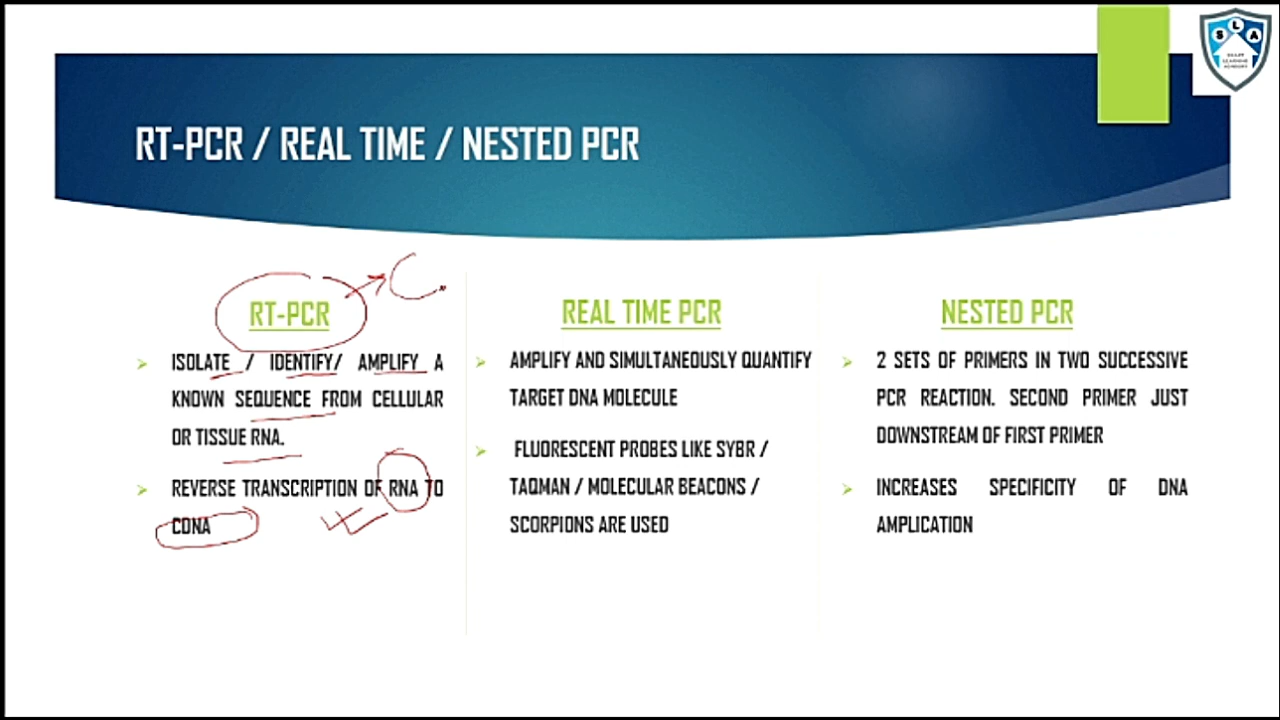 S L A
RT-PCR / REAL TIME / NESTED PCR
RT-PCR
ISOLATE / IDENTIFY/ AMPLIFY A
KNOWN SEQUENCE FROM CELLULAR
OR TISSUE RNA.
REVERSE TRANSCRIPTION OF RNA TO
CDNA
REAL TIME PCR
AMPLIFY AND SIMULTANEOUSLY QUANTIFY
TARGET DNA MOLECULE
FLUORESCENT PROBES LIKE SYBR /
TAQMAN / MOLECULAR BEACONS /
SCORPIONS ARE USED
NESTED PCR
2 SETS OF PRIMERS IN TWO SUCCESSIVE
PCR REACTION. SECOND PRIMER JUST
DOWNSTREAM OF FIRST PRIMER
INCREASES SPECIFICITY OF DNA
AMPLICATION